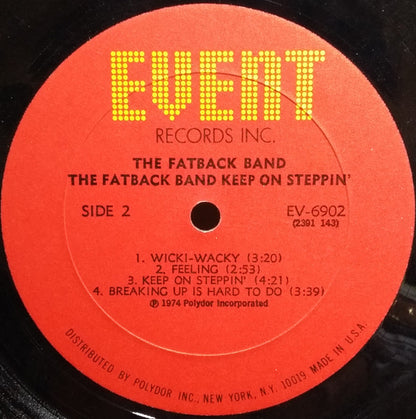 EVENT
RECORDS INC.
THE FATBACK BAND
THE FATBACK BAND KEEP ON STEPPIN'
SIDE 2
EV-6902
(2391 143)
1. WICKI-WACKY (3:20)
2. FEELING (2:53)
3. KEEP ON STEPPIN' (4:21)
4. BREAKING UP IS HARD TO DO (3:39)
℗ 1974 Polydor Incorporated
DISTRIBUTED BY POLYDOR INC., NEW YORK, N.Y. 10019 MADE IN U.S.A.